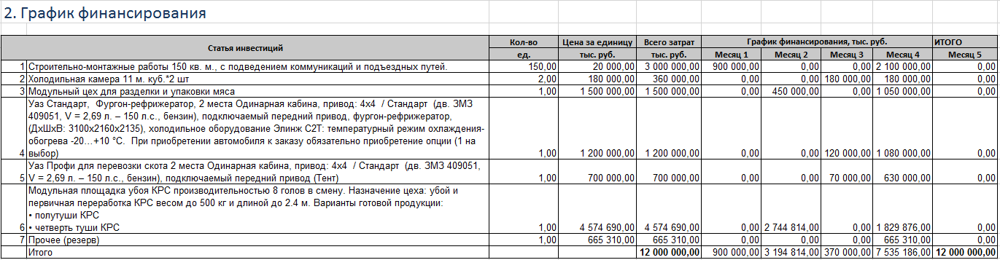 2. График финансирования
Статья инвестиций Кол-во Цена за единицу Всего затрат График финансирования, тыс. руб. ИТОГО
ед. тыс. руб. тыс. руб. Месяц 1 Месяц 2 Месяц 3 Месяц 4 Месяц 5
1 Строительно-монтажные работы 150 кв. м., с подведением коммуникаций и подъездных путей. 150,00 20 000,00 3 000 000,00 900 000,00 0,00 0,00 2 100 000,00 0,00
2 Холодильная камера 11 м. куб.*2 шт 2,00 180 000,00 360 000,00 0,00 0,00 180 000,00 180 000,00 0,00
3 Модульный цех для разделки и упаковки мяса 1,00 1 500 000,00 1 500 000,00 0,00 450 000,00 0,00 1 050 000,00 0,00
Уаз Стандарт, Фургон-рефрижератор, 2 места Одинарная кабина, привод: 4х4 / Стандарт (дв. ЗМЗ
409051, V = 2,69 л. – 150 л.с., бензин), подключаемый передний привод, фургон-рефрижератор,
(ДхШхВ: 3100х2160х2135), холодильное оборудование Элинж С2Т: температурный режим охлаждения-
обогрева -20…+10 °С. При приобретении автомобиля к заказу обязательно приобретение опции (1 на
4 выбор) 1,00 1 200 000,00 1 200 000,00 0,00 0,00 120 000,00 1 080 000,00 0,00
Уаз Профи для перевозки скота 2 места Одинарная кабина, привод: 4х4 / Стандарт (дв. ЗМЗ 409051,
5 V = 2,69 л. – 150 л.с., бензин), подключаемый передний привод (Тент) 1,00 700 000,00 700 000,00 0,00 0,00 70 000,00 630 000,00 0,00
Модульная площадка убоя КРС производительностью 8 голов в смену. Назначение цеха: убой и
первичная переработка КРС весом до 500 кг и длиной до 2.4 м. Варианты готовой продукции:
• полутуши КРС
6 • четверть туши КРС 1,00 4 574 690,00 4 574 690,00 0,00 2 744 814,00 0,00 1 829 876,00 0,00
7 Прочее (резерв) 1,00 665 310,00 665 310,00 0,00 0,00 0,00 665 310,00 0,00
Итого 12 000 000,00 900 000,00 3 194 814,00 370 000,00 7 535 186,00 12 000 000,00